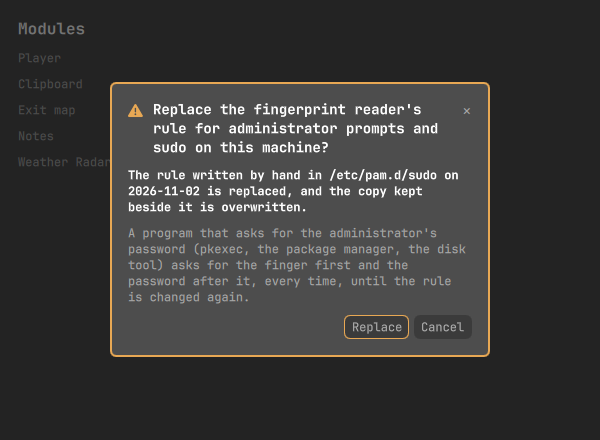 Modules
Player
Clipboard
Exit map
Notes
Weather Radar
Replace the fingerprint reader's
rule for administrator prompts and
sudo on this machine?
×
The rule written by hand in /etc/pam.d/sudo on
2026-11-02 is replaced, and the copy kept
beside it is overwritten.
A program that asks for the administrator's
password (pkexec, the package manager, the disk
tool) asks for the finger first and the
password after it, every time, until the rule
is changed again.
Replace
Cancel